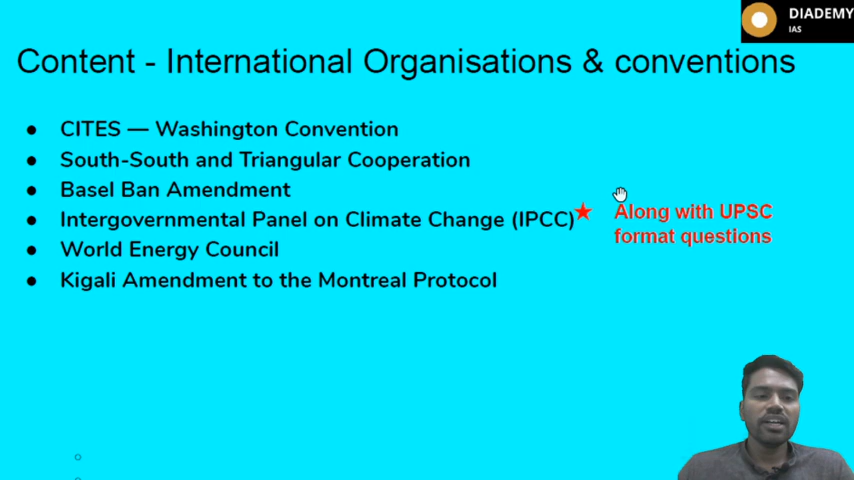 DIADEMY
IAS
Content - International Organisations & conventions
● CITES — Washington Convention
● South-South and Triangular Cooperation
● Basel Ban Amendment
● Intergovernmental Panel on Climate Change (IPCC)
★ Along with UPSC
format questions
● World Energy Council
● Kigali Amendment to the Montreal Protocol